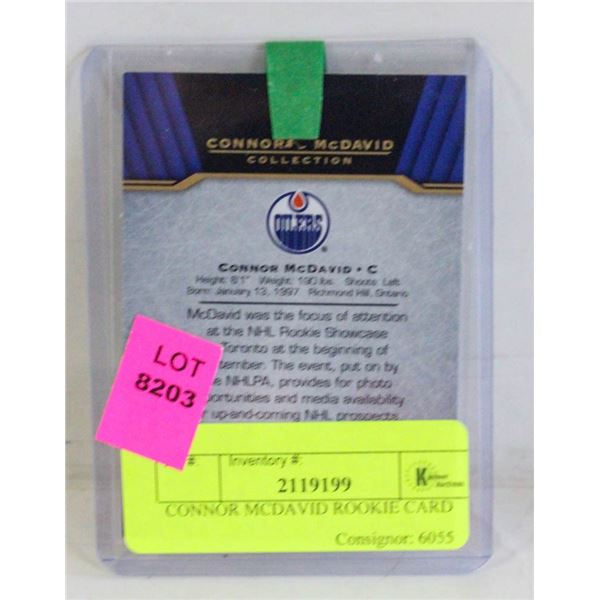 CONNOR McDAVID
COLLECTION
OILERS
CONNOR MCDAVID • C
Height: 6'1" Weight: 190 lbs. Shoots: Left
Born: January 13, 1997 Richmond Hill, Ontario
McDavid was the focus of attention
at the NHL Rookie Showcase
Toronto at the beginning of
tember. The event, put on by
e NHLPA, provides for photo
portunities and media availability
r up-and-coming NHL prospects
LOT
8203
#: Inventory #:
2119199
CONNOR MCDAVID ROOKIE CARD
Consignor: 6055